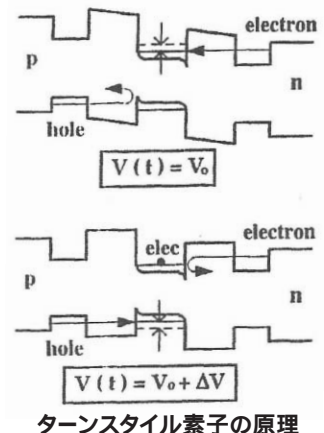 electron
p
n
hole
V(t) = V₀
electron
elec
p
n
hole
V(t) = V₀ + ΔV
ターンスタイル素子の原理